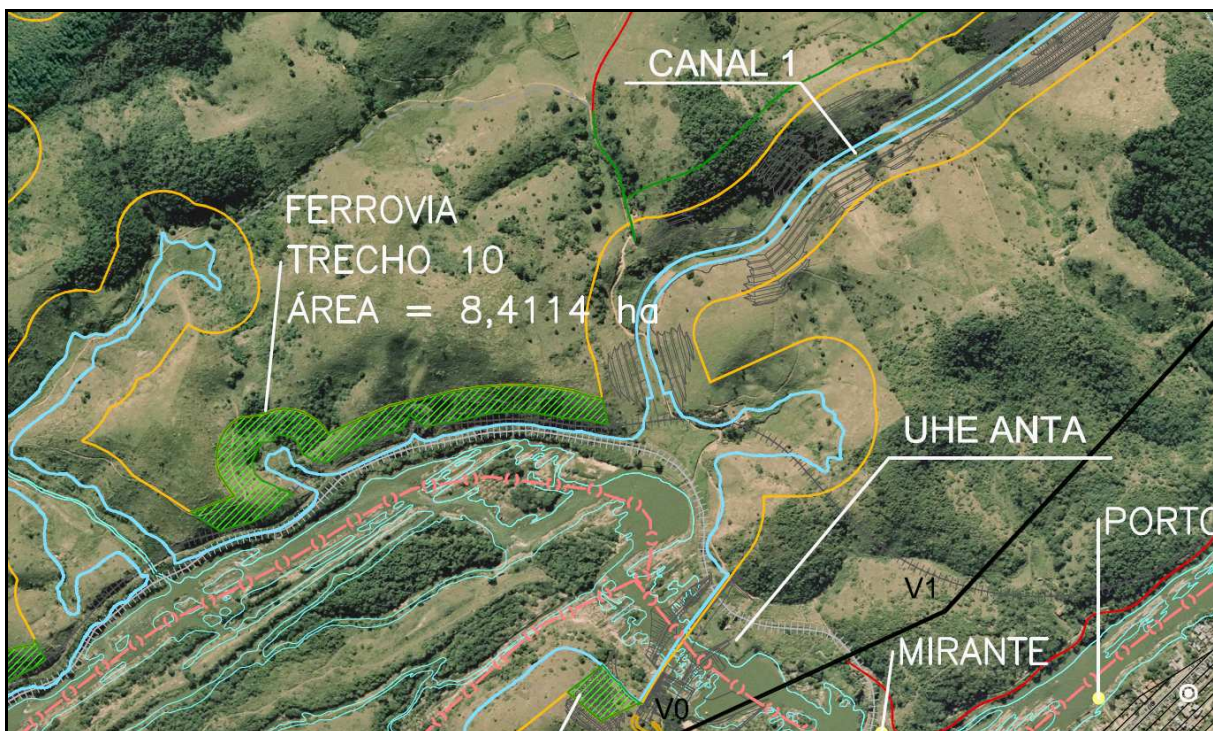 CANAL 1
FERROVIA
TRECHO 10
ÁREA = 8,4114 ha
UHE ANTA
PORTO
V1
MIRANTE
V0